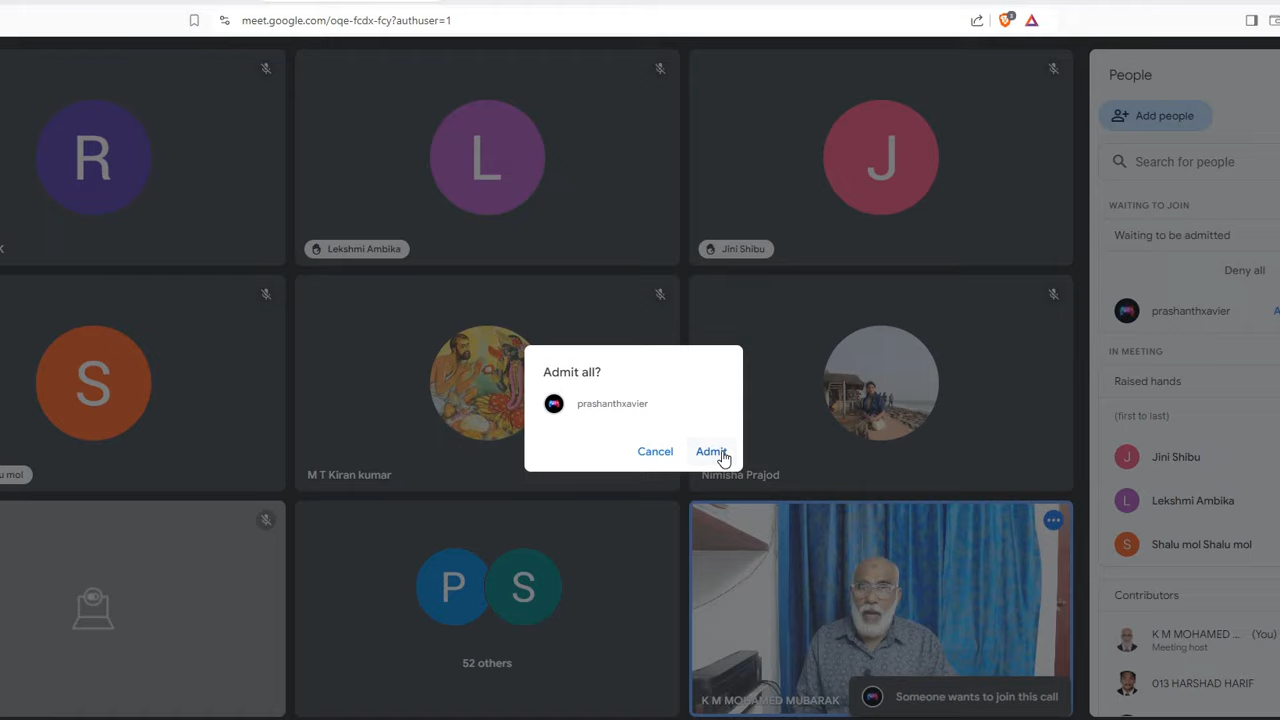 meet.google.com/oqe-fcdx-fcy?authuser=1
R
K
L
Lekshmi Ambika
J
Jini Shibu
S
u mol
M T Kiran kumar
Nimisha Prajod
P
S
52 others
K M MOHAMED MUBARAK
Someone wants to join this call
Admit all?
prashanthxavier
Cancel
Admit
People
Add people
Search for people
WAITING TO JOIN
Waiting to be admitted
Deny all
prashanthxavier
A
IN MEETING
Raised hands
(first to last)
J
Jini Shibu
L
Lekshmi Ambika
S
Shalu mol Shalu mol
Contributors
K M MOHAMED ... (You)
Meeting host
013 HARSHAD HARIF